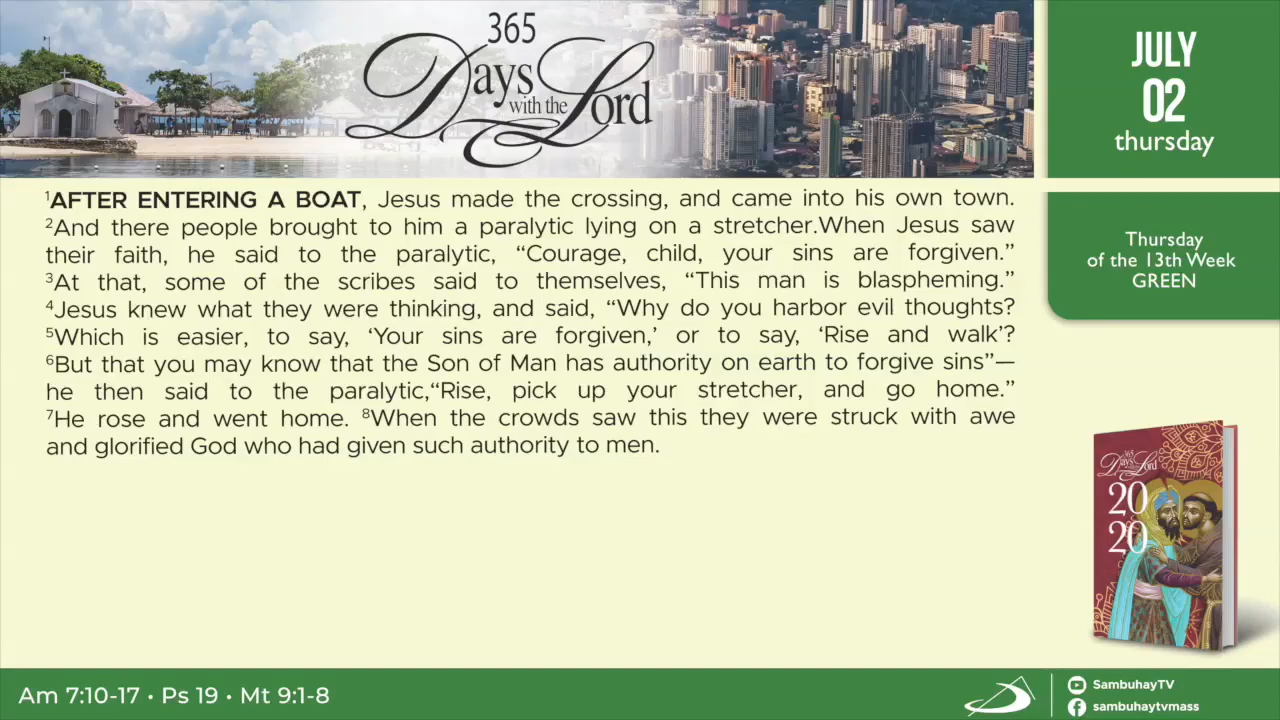 365
Days
with the
Lord
JULY
02
thursday
Thursday
of the 13th Week
GREEN
¹AFTER ENTERING A BOAT, Jesus made the crossing, and came into his own town.
²And there people brought to him a paralytic lying on a stretcher.When Jesus saw
their faith, he said to the paralytic, “Courage, child, your sins are forgiven.”
³At that, some of the scribes said to themselves, “This man is blaspheming.”
⁴Jesus knew what they were thinking, and said, “Why do you harbor evil thoughts?
⁵Which is easier, to say, ‘Your sins are forgiven,’ or to say, ‘Rise and walk’?
⁶But that you may know that the Son of Man has authority on earth to forgive sins”—
he then said to the paralytic,“Rise, pick up your stretcher, and go home.”
⁷He rose and went home. ⁸When the crowds saw this they were struck with awe
and glorified God who had given such authority to men.
365
Days with the Lord
20
20
Am 7:10-17 • Ps 19 • Mt 9:1-8
SambuhayTV
sambuhaytvmass